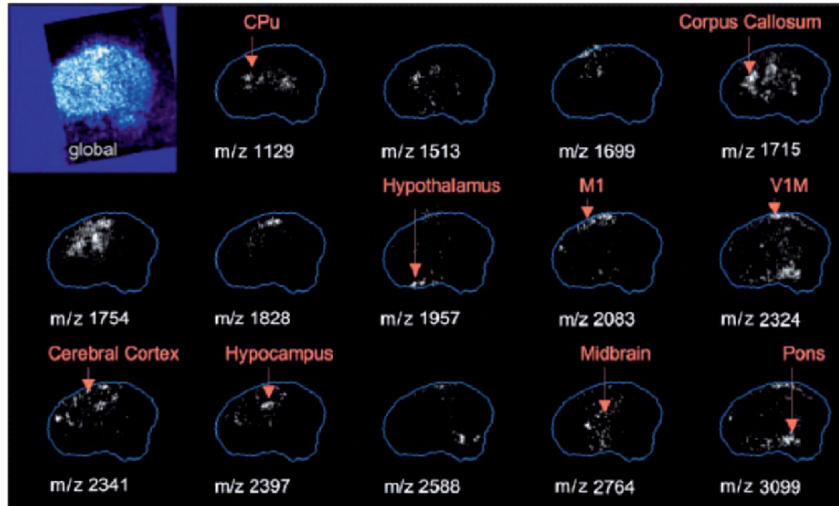 CPu
Corpus Callosum
global
m/z 1129
m/z 1513
m/z 1699
m/z 1715
Hypothalamus
M1
V1M
m/z 1754
m/z 1828
m/z 1957
m/z 2083
m/z 2324
Cerebral Cortex
Hypocampus
Midbrain
Pons
m/z 2341
m/z 2397
m/z 2588
m/z 2764
m/z 3099